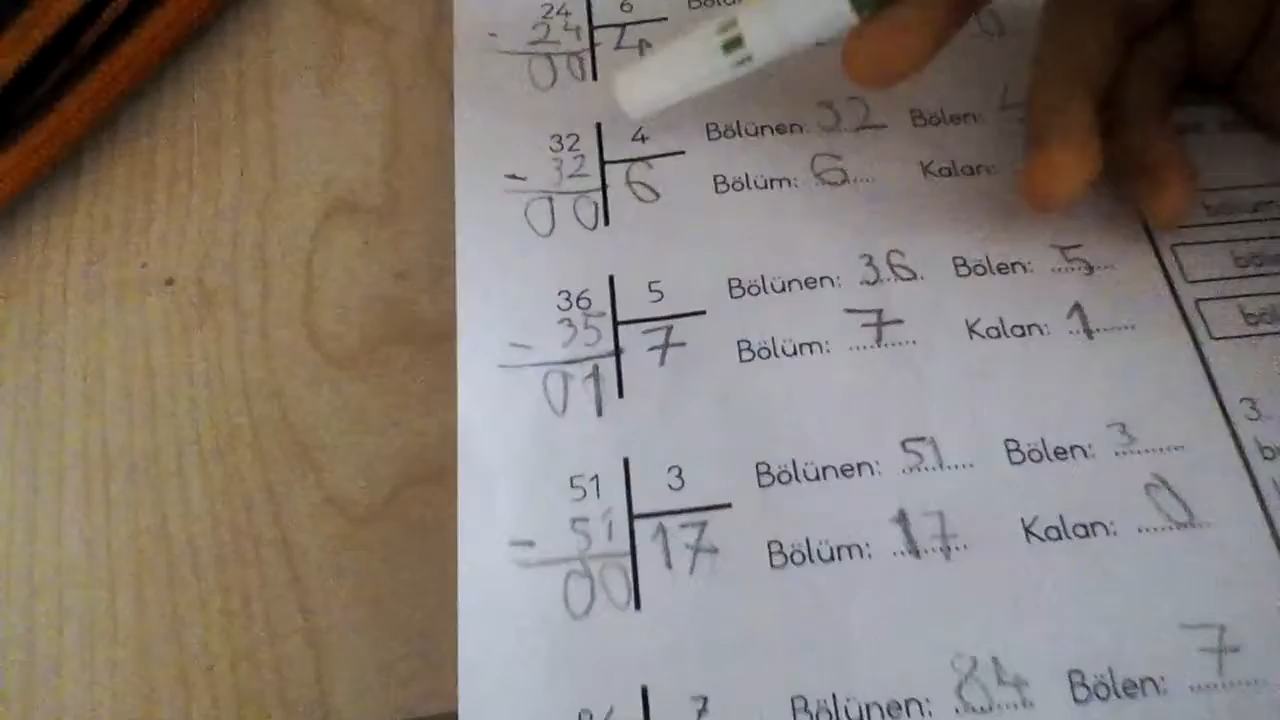 24 6
- 24 4
00
32 4 Bölünen: 32 Bölen:
- 32 6 Bölüm: 6 Kalan:
00
36 5 Bölünen: 36 Bölen: 5
- 35 7 Bölüm: 7 Kalan: 1
01
51 3 Bölünen: 51 Bölen: 3
- 51 17 Bölüm: 17 Kalan: 0
00
7 Bölünen: 84 Bölen: 7
3.